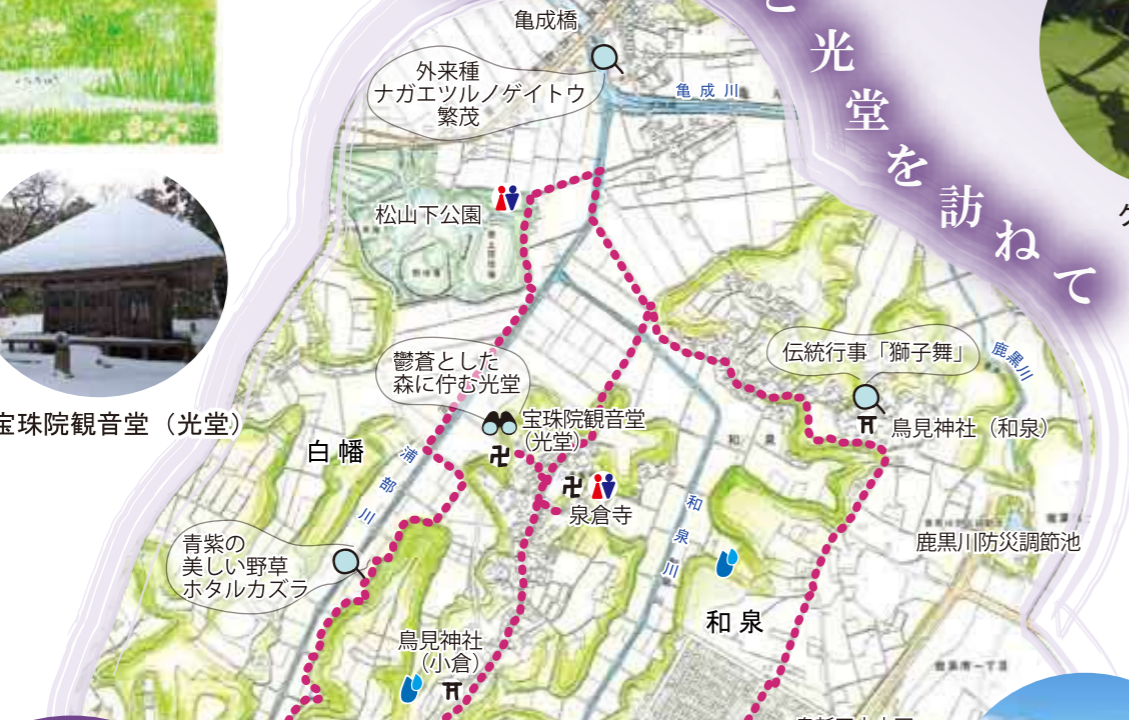 亀成橋
外来種
ナガエツルノゲイトウ
繁茂
亀成川
光堂を訪ねて
松山下公園
伝統行事「獅子舞」
鹿黒川
鬱蒼とした
森に佇む光堂
宝珠院観音堂
(光堂)
鳥見神社(和泉)
宝珠院観音堂(光堂)
白幡
浦部川
和泉
泉倉寺
和泉川
鹿黒川防災調節池
青紫の
美しい野草
ホタルカズラ
和泉
鳥見神社
(小倉)